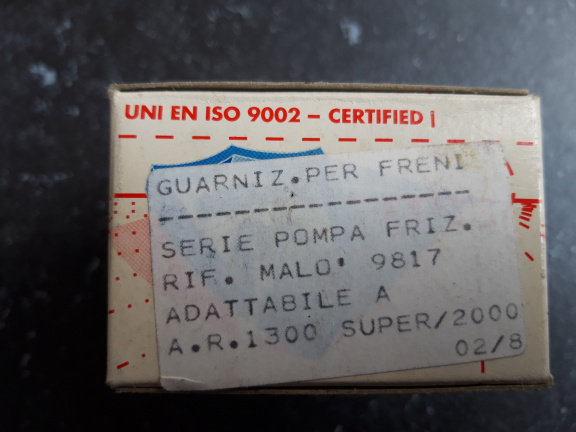 UNI EN ISO 9002 – CERTIFIED
GUARNIZ.PER FRENI
-----------------
SERIE POMPA FRIZ.
RIF. MALO' 9817
ADATTABILE A
A.R.1300 SUPER/2000
02/8